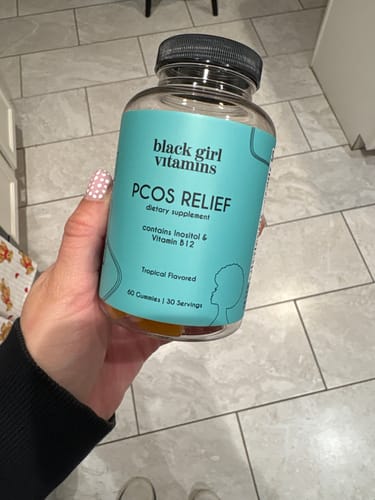 black girl
vitamins
PCOS RELIEF
dietary supplement
contains Inositol &
Vitamin B12
Tropical Flavored
60 Gummies | 30 Servings